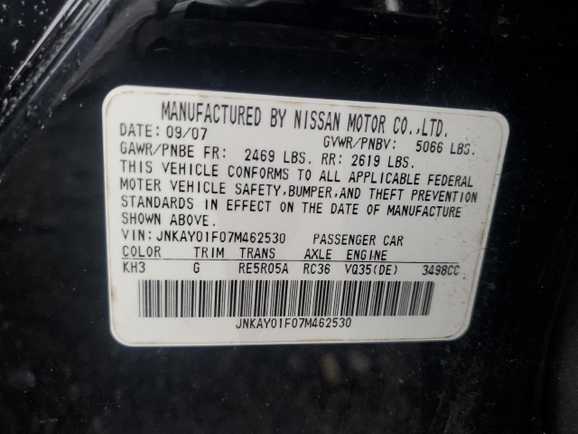 MANUFACTURED BY NISSAN MOTOR CO.,LTD.
DATE: 09/07 GVWR/PNBV: 5066 LBS.
GAWR/PNBE FR: 2469 LBS. RR: 2619 LBS.
THIS VEHICLE CONFORMS TO ALL APPLICABLE FEDERAL
MOTER VEHICLE SAFETY,BUMPER,AND THEFT PREVENTION
STANDARDS IN EFFECT ON THE DATE OF MANUFACTURE
SHOWN ABOVE.
VIN: JNKAY01F07M462530 PASSENGER CAR
COLOR TRIM TRANS AXLE ENGINE
KH3 G RE5R05A RC36 VQ35(DE) 3498CC
JNKAY01F07M462530